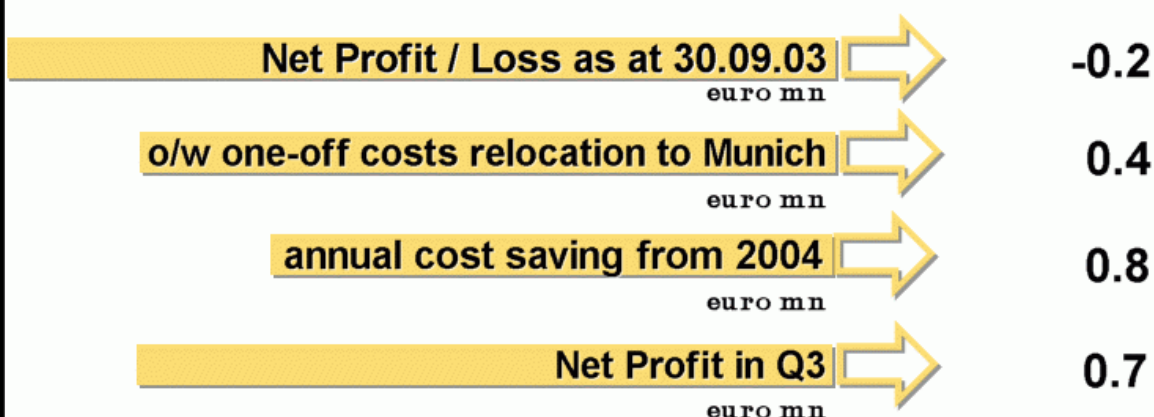 Net Profit / Loss as at 30.09.03 -0.2
euro mn
o/w one-off costs relocation to Munich 0.4
euro mn
annual cost saving from 2004 0.8
euro mn
Net Profit in Q3 0.7
euro mn